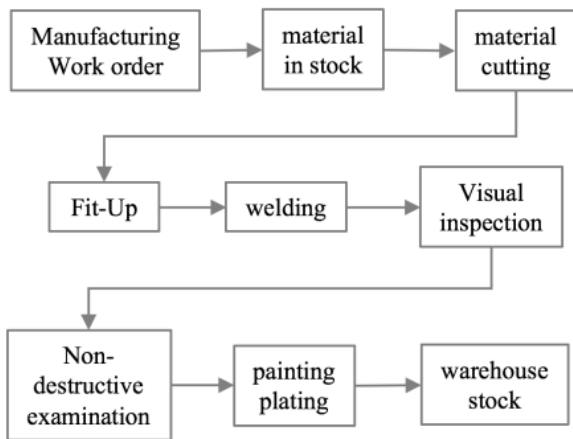 Manufacturing
Work order
material
in stock
material
cutting
Fit-Up
welding
Visual
inspection
Non-
destructive
examination
painting
plating
warehouse
stock